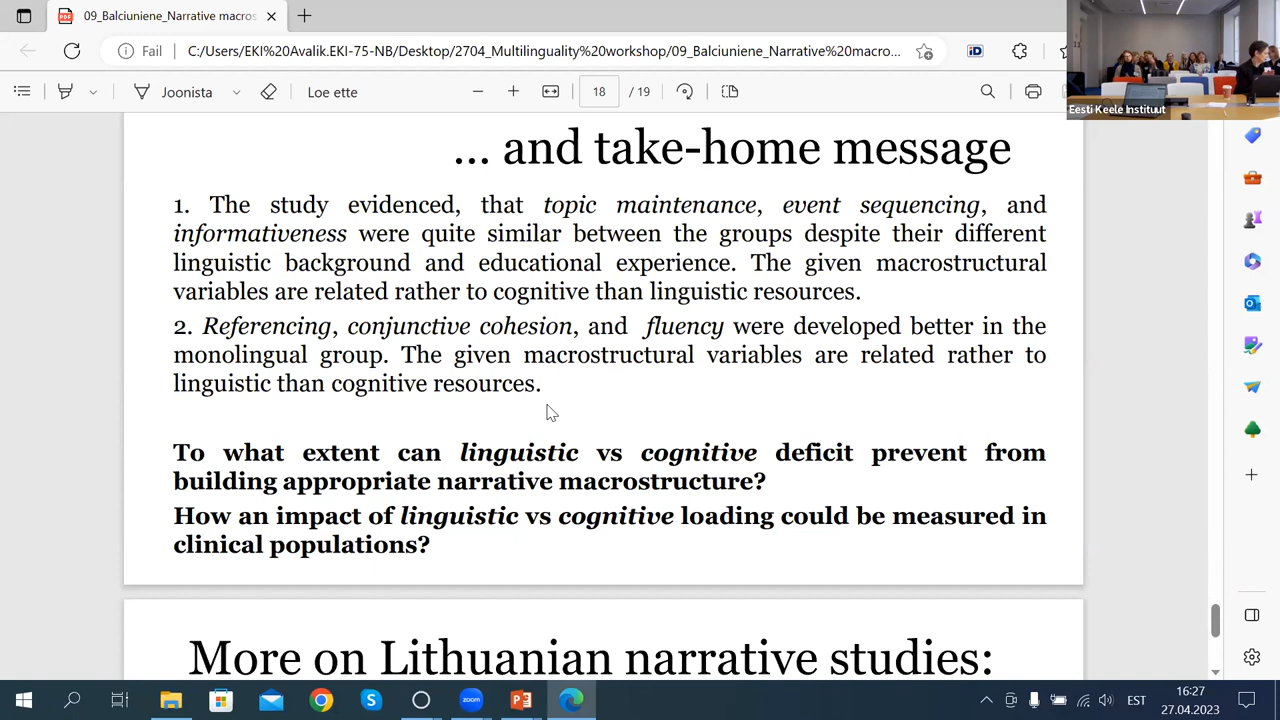 09_Balciuniene_Narrative macros
Fail
C:/Users/EKI%20Avalik.EKI-75-NB/Desktop/2704_Multilinguality%20workshop/09_Balciuniene_Narrative%20macro...
iD
Joonista
Loe ette
18 / 19
Eesti Keele Instituut
... and take-home message
1. The study evidenced, that topic maintenance, event sequencing, and
informativeness were quite similar between the groups despite their different
linguistic background and educational experience. The given macrostructural
variables are related rather to cognitive than linguistic resources.
2. Referencing, conjunctive cohesion, and fluency were developed better in the
monolingual group. The given macrostructural variables are related rather to
linguistic than cognitive resources.
To what extent can linguistic vs cognitive deficit prevent from
building appropriate narrative macrostructure?
How an impact of linguistic vs cognitive loading could be measured in
clinical populations?
More on Lithuanian narrative studies:
zoom
EST
16:27
27.04.2023